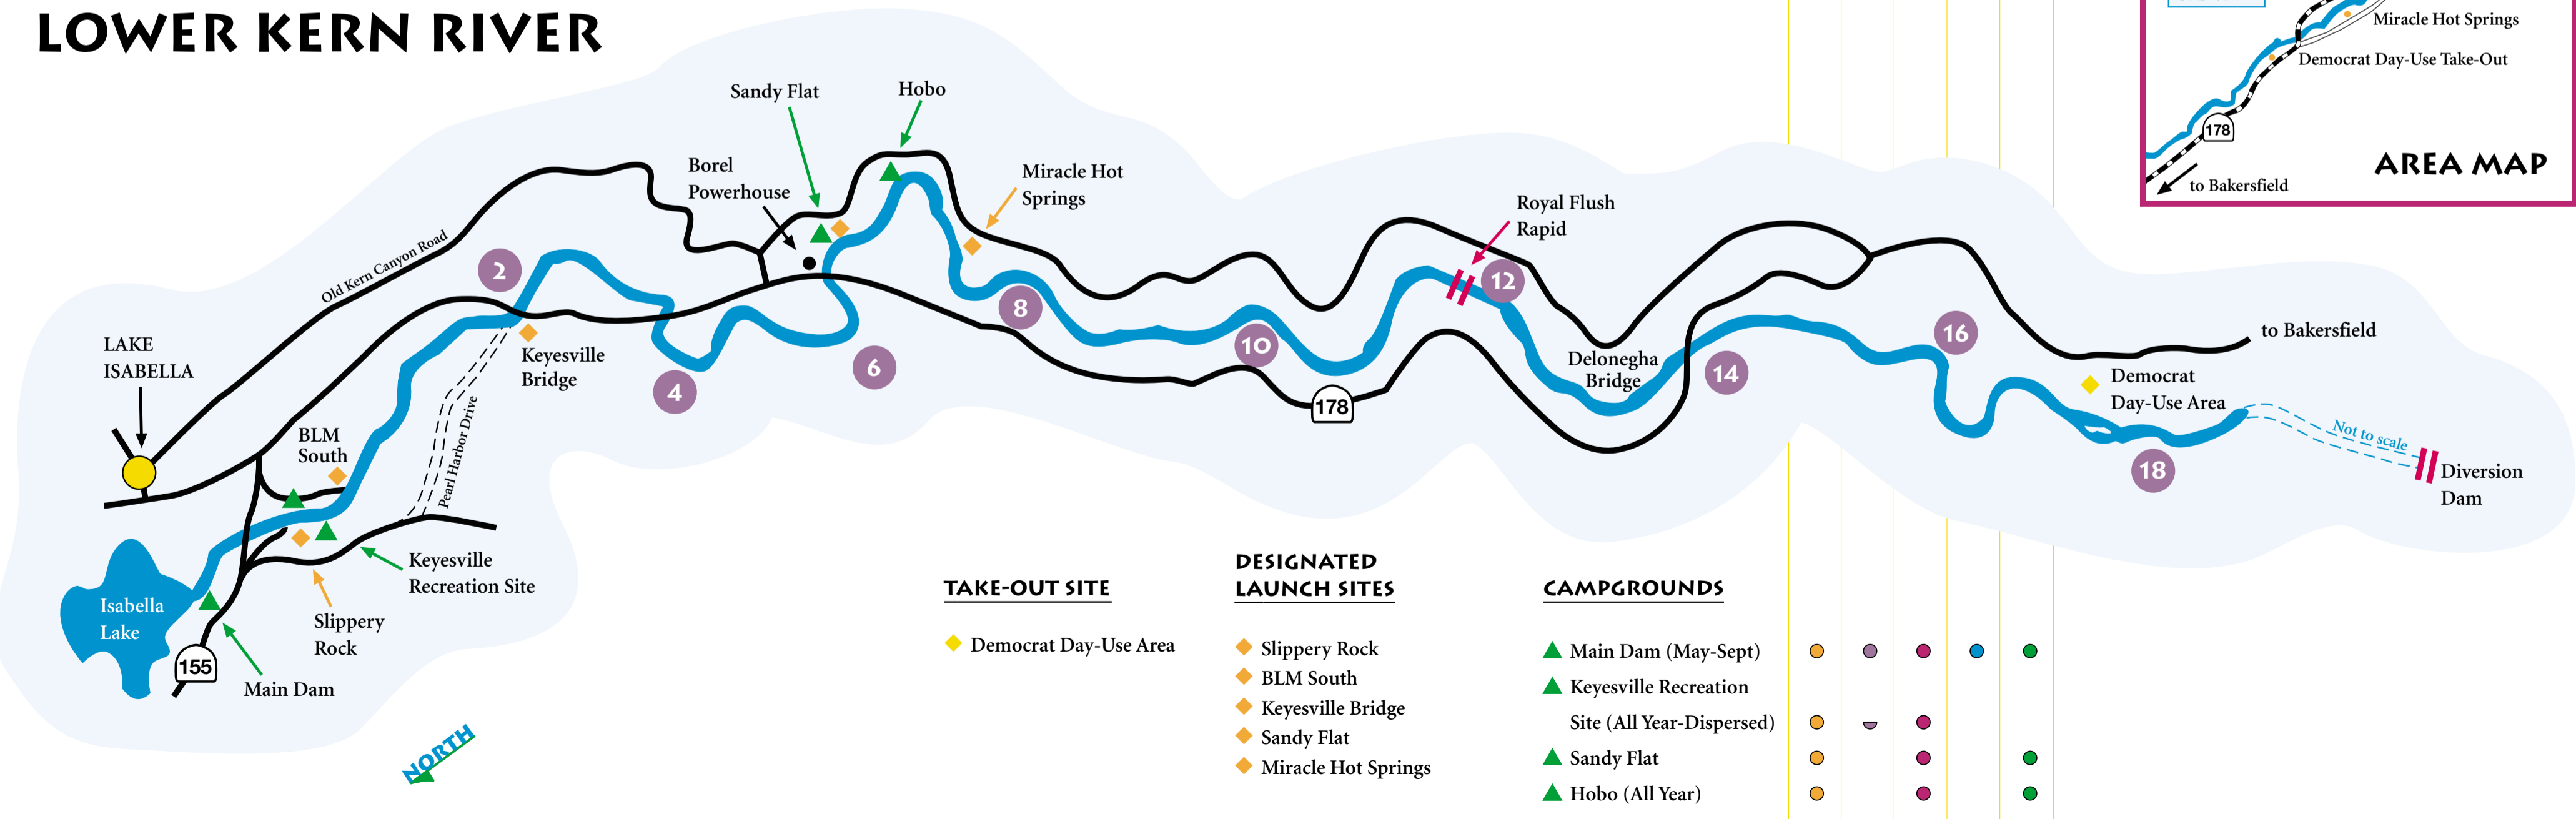 LOWER KERN RIVER
Miracle Hot Springs
Democrat Day-Use Take-Out
178
AREA MAP
to Bakersfield
Sandy Flat
Hobo
Borel
Powerhouse
Miracle Hot
Springs
Royal Flush
Rapid
Old Kern Canyon Road
2
8
12
LAKE
ISABELLA
Keyesville
Bridge
4
6
10
178
Delonegha
Bridge
14
16
to Bakersfield
Democrat
Day-Use Area
Not to scale
18
Diversion
Dam
BLM
South
Pearl Harbor Drive
Keyesville
Recreation Site
Slippery
Rock
Isabella
Lake
155
Main Dam
NORTH
TAKE-OUT SITE
Democrat Day-Use Area
DESIGNATED
LAUNCH SITES
Slippery Rock
BLM South
Keyesville Bridge
Sandy Flat
Miracle Hot Springs
CAMPGROUNDS
Main Dam (May-Sept)
Keyesville Recreation
Site (All Year-Dispersed)
Sandy Flat
Hobo (All Year)